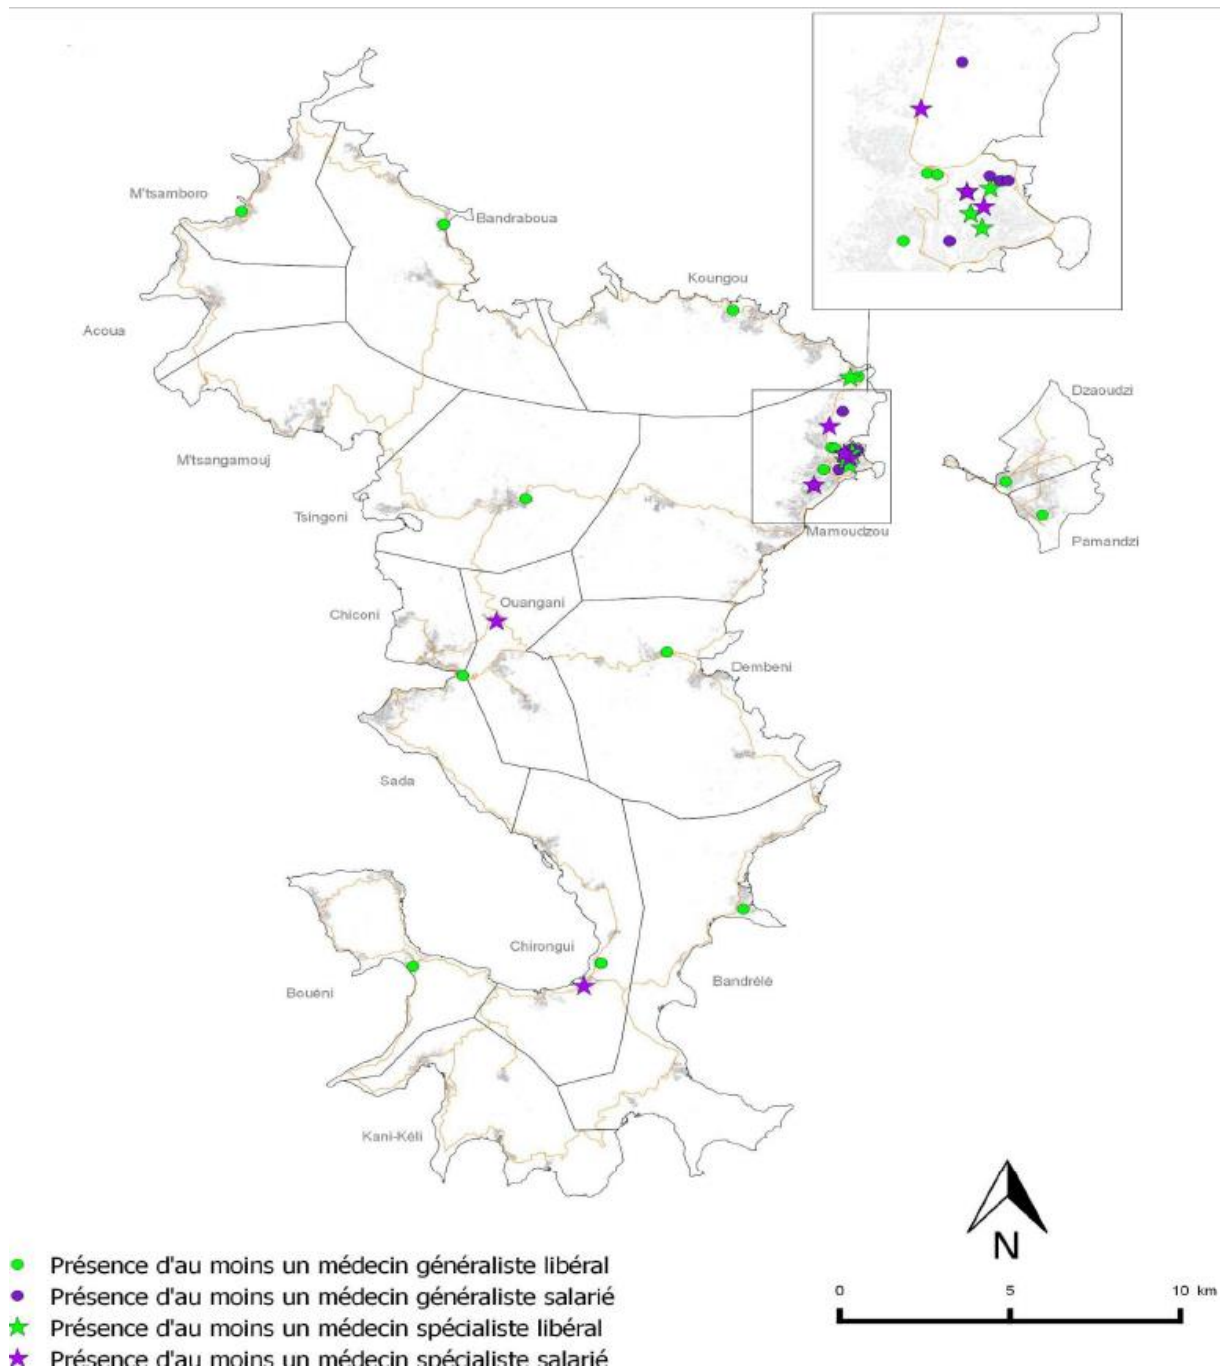 M'tsamboro
Bandraboua
Koungou
Acoua
Dzaoudzi
M'tsangamouj
Tsingoni
Mamoudzou
Pamandzi
Chiconi
Ouangani
Dembeni
Sada
Chirongui
Bandrélé
Bouéni
Kani-Kéli
N
0 5 10 km
Présence d'au moins un médecin généraliste libéral
Présence d'au moins un médecin généraliste salarié
Présence d'au moins un médecin spécialiste libéral
Présence d'au moins un médecin spécialiste salarié